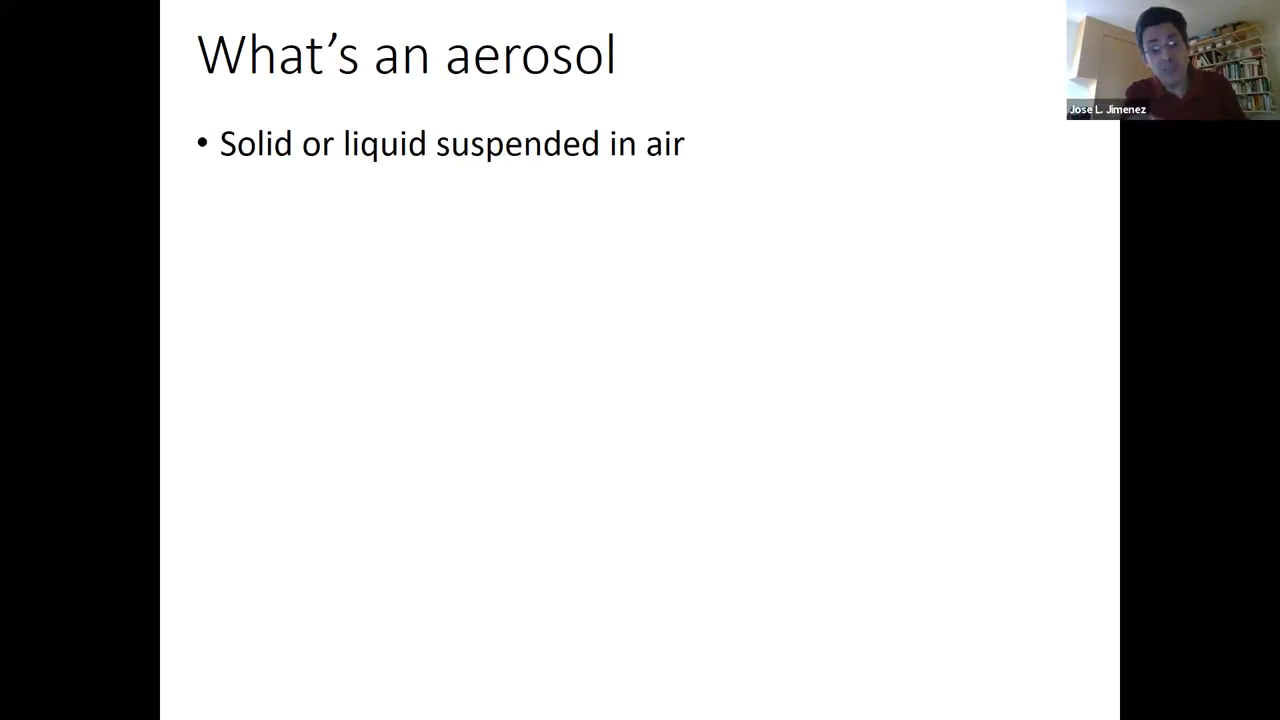 What’s an aerosol
• Solid or liquid suspended in air
Jose L. Jimenez